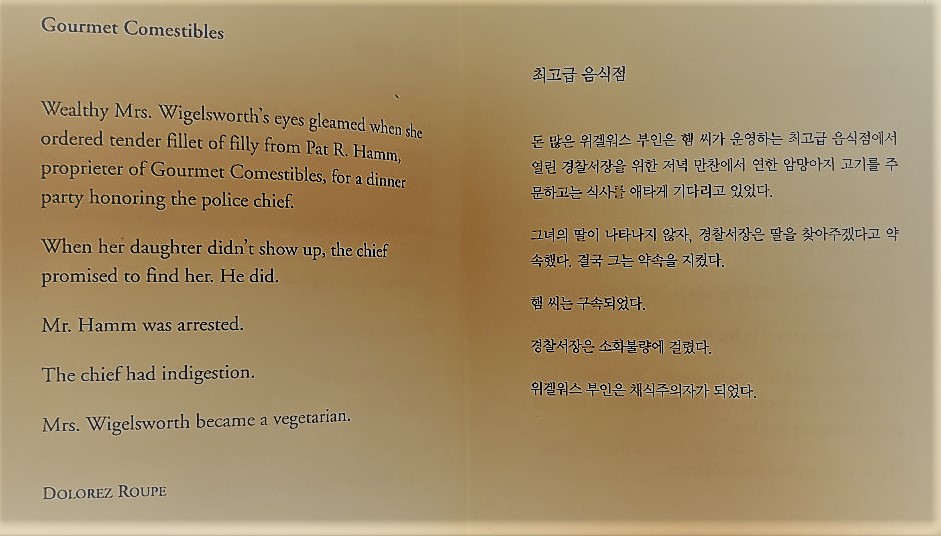 Gourmet Comestibles
Wealthy Mrs. Wigelsworth's eyes gleamed when she
ordered tender fillet of filly from Pat R. Hamm,
proprieter of Gourmet Comestibles, for a dinner
party honoring the police chief.
When her daughter didn't show up, the chief
promised to find her. He did.
Mr. Hamm was arrested.
The chief had indigestion.
Mrs. Wigelsworth became a vegetarian.
DOLOREZ ROUPE
최고급 음식점
돈 많은 위겔워스 부인은 햄 씨가 운영하는 최고급 음식점에서
열린 경찰서장을 위한 저녁 만찬에서 연한 암망아지 고기를 주
문하고는 식사를 애타게 기다리고 있었다.
그녀의 딸이 나타나지 않자, 경찰서장은 딸을 찾아주겠다고 약
속했다. 결국 그는 약속을 지켰다.
햄 씨는 구속되었다.
경찰서장은 소화불량에 걸렸다.
위겔워스 부인은 채식주의자가 되었다.